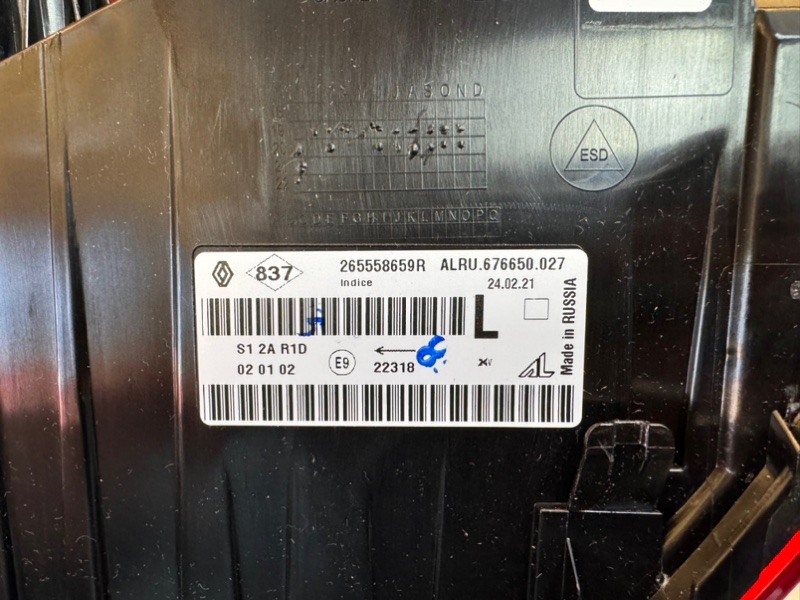 JASOND
ESD
DEFGHIJKLMNOPQ
837 265558659R ALRU.676650.027
Indice 24.02.21
L
Made in RUSSIA
S1 2A R1D
02 01 02
E9
22318
AL